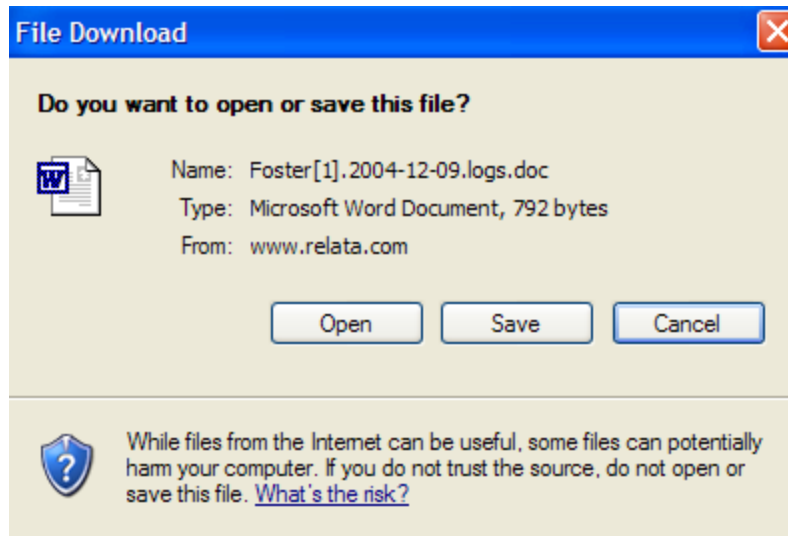 File Download
Do you want to open or save this file?
W
Name: Foster[1].2004-12-09.logs.doc
Type: Microsoft Word Document, 792 bytes
From: www.relata.com
Open Save Cancel
?
While files from the Internet can be useful, some files can potentially
harm your computer. If you do not trust the source, do not open or
save this file. What's the risk?